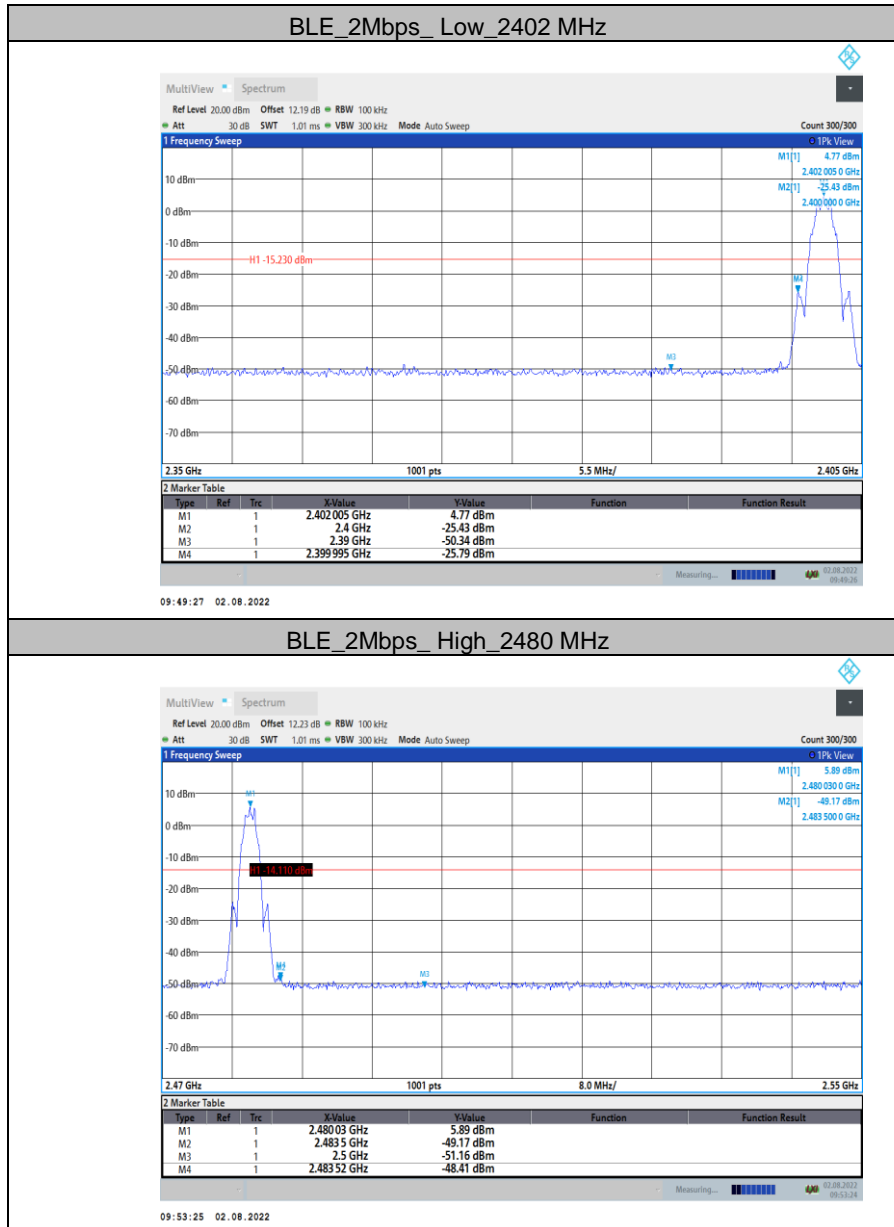 BLE_2Mbps_ Low_2402 MHz
MultiView Spectrum
Ref Level 20.00 dBm Offset 12.19 dB RBW 100 kHz
Att 30 dB SWT 1.01 ms VBW 300 kHz Mode Auto Sweep Count 300/300
1 Frequency Sweep 1Pk View
M1[1] 4.77 dBm
2.402 005 0 GHz
M2[1] -25.43 dBm
2.400 000 0 GHz
10 dBm
0 dBm
-10 dBm
H1 -15.230 dBm
-20 dBm
M4
-30 dBm
-40 dBm
M3
-50 dBm
-60 dBm
-70 dBm
2.35 GHz 1001 pts 5.5 MHz/ 2.405 GHz
2 Marker Table
Type Ref Trc X-Value Y-Value Function Function Result
M1 1 2.402 005 GHz 4.77 dBm
M2 1 2.4 GHz -25.43 dBm
M3 1 2.39 GHz -50.34 dBm
M4 1 2.399 995 GHz -25.79 dBm
Measuring... 02.08.2022
09:49:26
09:49:27 02.08.2022
BLE_2Mbps_ High_2480 MHz
MultiView Spectrum
Ref Level 20.00 dBm Offset 12.23 dB RBW 100 kHz
Att 30 dB SWT 1.01 ms VBW 300 kHz Mode Auto Sweep Count 300/300
1 Frequency Sweep 1Pk View
M1[1] 5.89 dBm
2.480 030 0 GHz
M2[1] -49.17 dBm
2.483 500 0 GHz
10 dBm
M1
0 dBm
-10 dBm
H1 -14.110 dBm
-20 dBm
-30 dBm
-40 dBm
M2
M3
-50 dBm
-60 dBm
-70 dBm
2.47 GHz 1001 pts 8.0 MHz/ 2.55 GHz
2 Marker Table
Type Ref Trc X-Value Y-Value Function Function Result
M1 1 2.480 03 GHz 5.89 dBm
M2 1 2.483 5 GHz -49.17 dBm
M3 1 2.5 GHz -51.16 dBm
M4 1 2.483 52 GHz -48.41 dBm
Measuring... 02.08.2022
09:53:24
09:53:25 02.08.2022